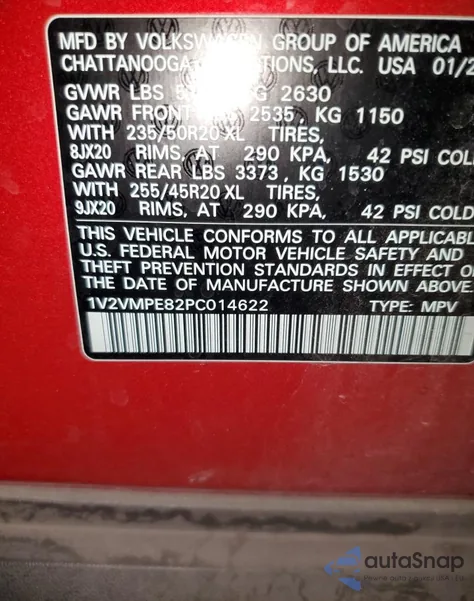 MFD BY VOLKSWAGEN GROUP OF AMERICA
CHATTANOOGA LLC. USA 01/2
GVWR LBS KG 2630
GAWR FRONT 2535, KG 1150
WITH 235/50R20 XL TIRES,
8JX20 RIMS, AT 290 KPA, 42 PSI COL
GAWR REAR LBS 3373, KG 1530
WITH 255/45R20 XL TIRES,
9JX20 RIMS, AT 290 KPA, 42 PSI COLD
THIS VEHICLE CONFORMS TO ALL APPLICABL
U.S. FEDERAL MOTOR VEHICLE SAFETY AND
THEFT PREVENTION STANDARDS IN EFFECT O
THE DATE OF MANUFACTURE SHOWN ABOVE.
1V2VMPE82PC014622 TYPE: MPV
autoSnap